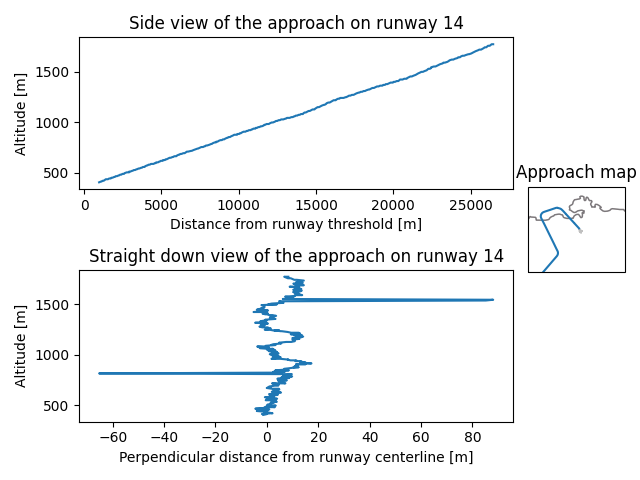 Side view of the approach on runway 14
Altitude [m]
1500
1000
500
0
5000
10000
15000
20000
25000
Distance from runway threshold [m]
Approach map
Straight down view of the approach on runway 14
Altitude [m]
1500
1000
500
−60
−40
−20
0
20
40
60
80
Perpendicular distance from runway centerline [m]